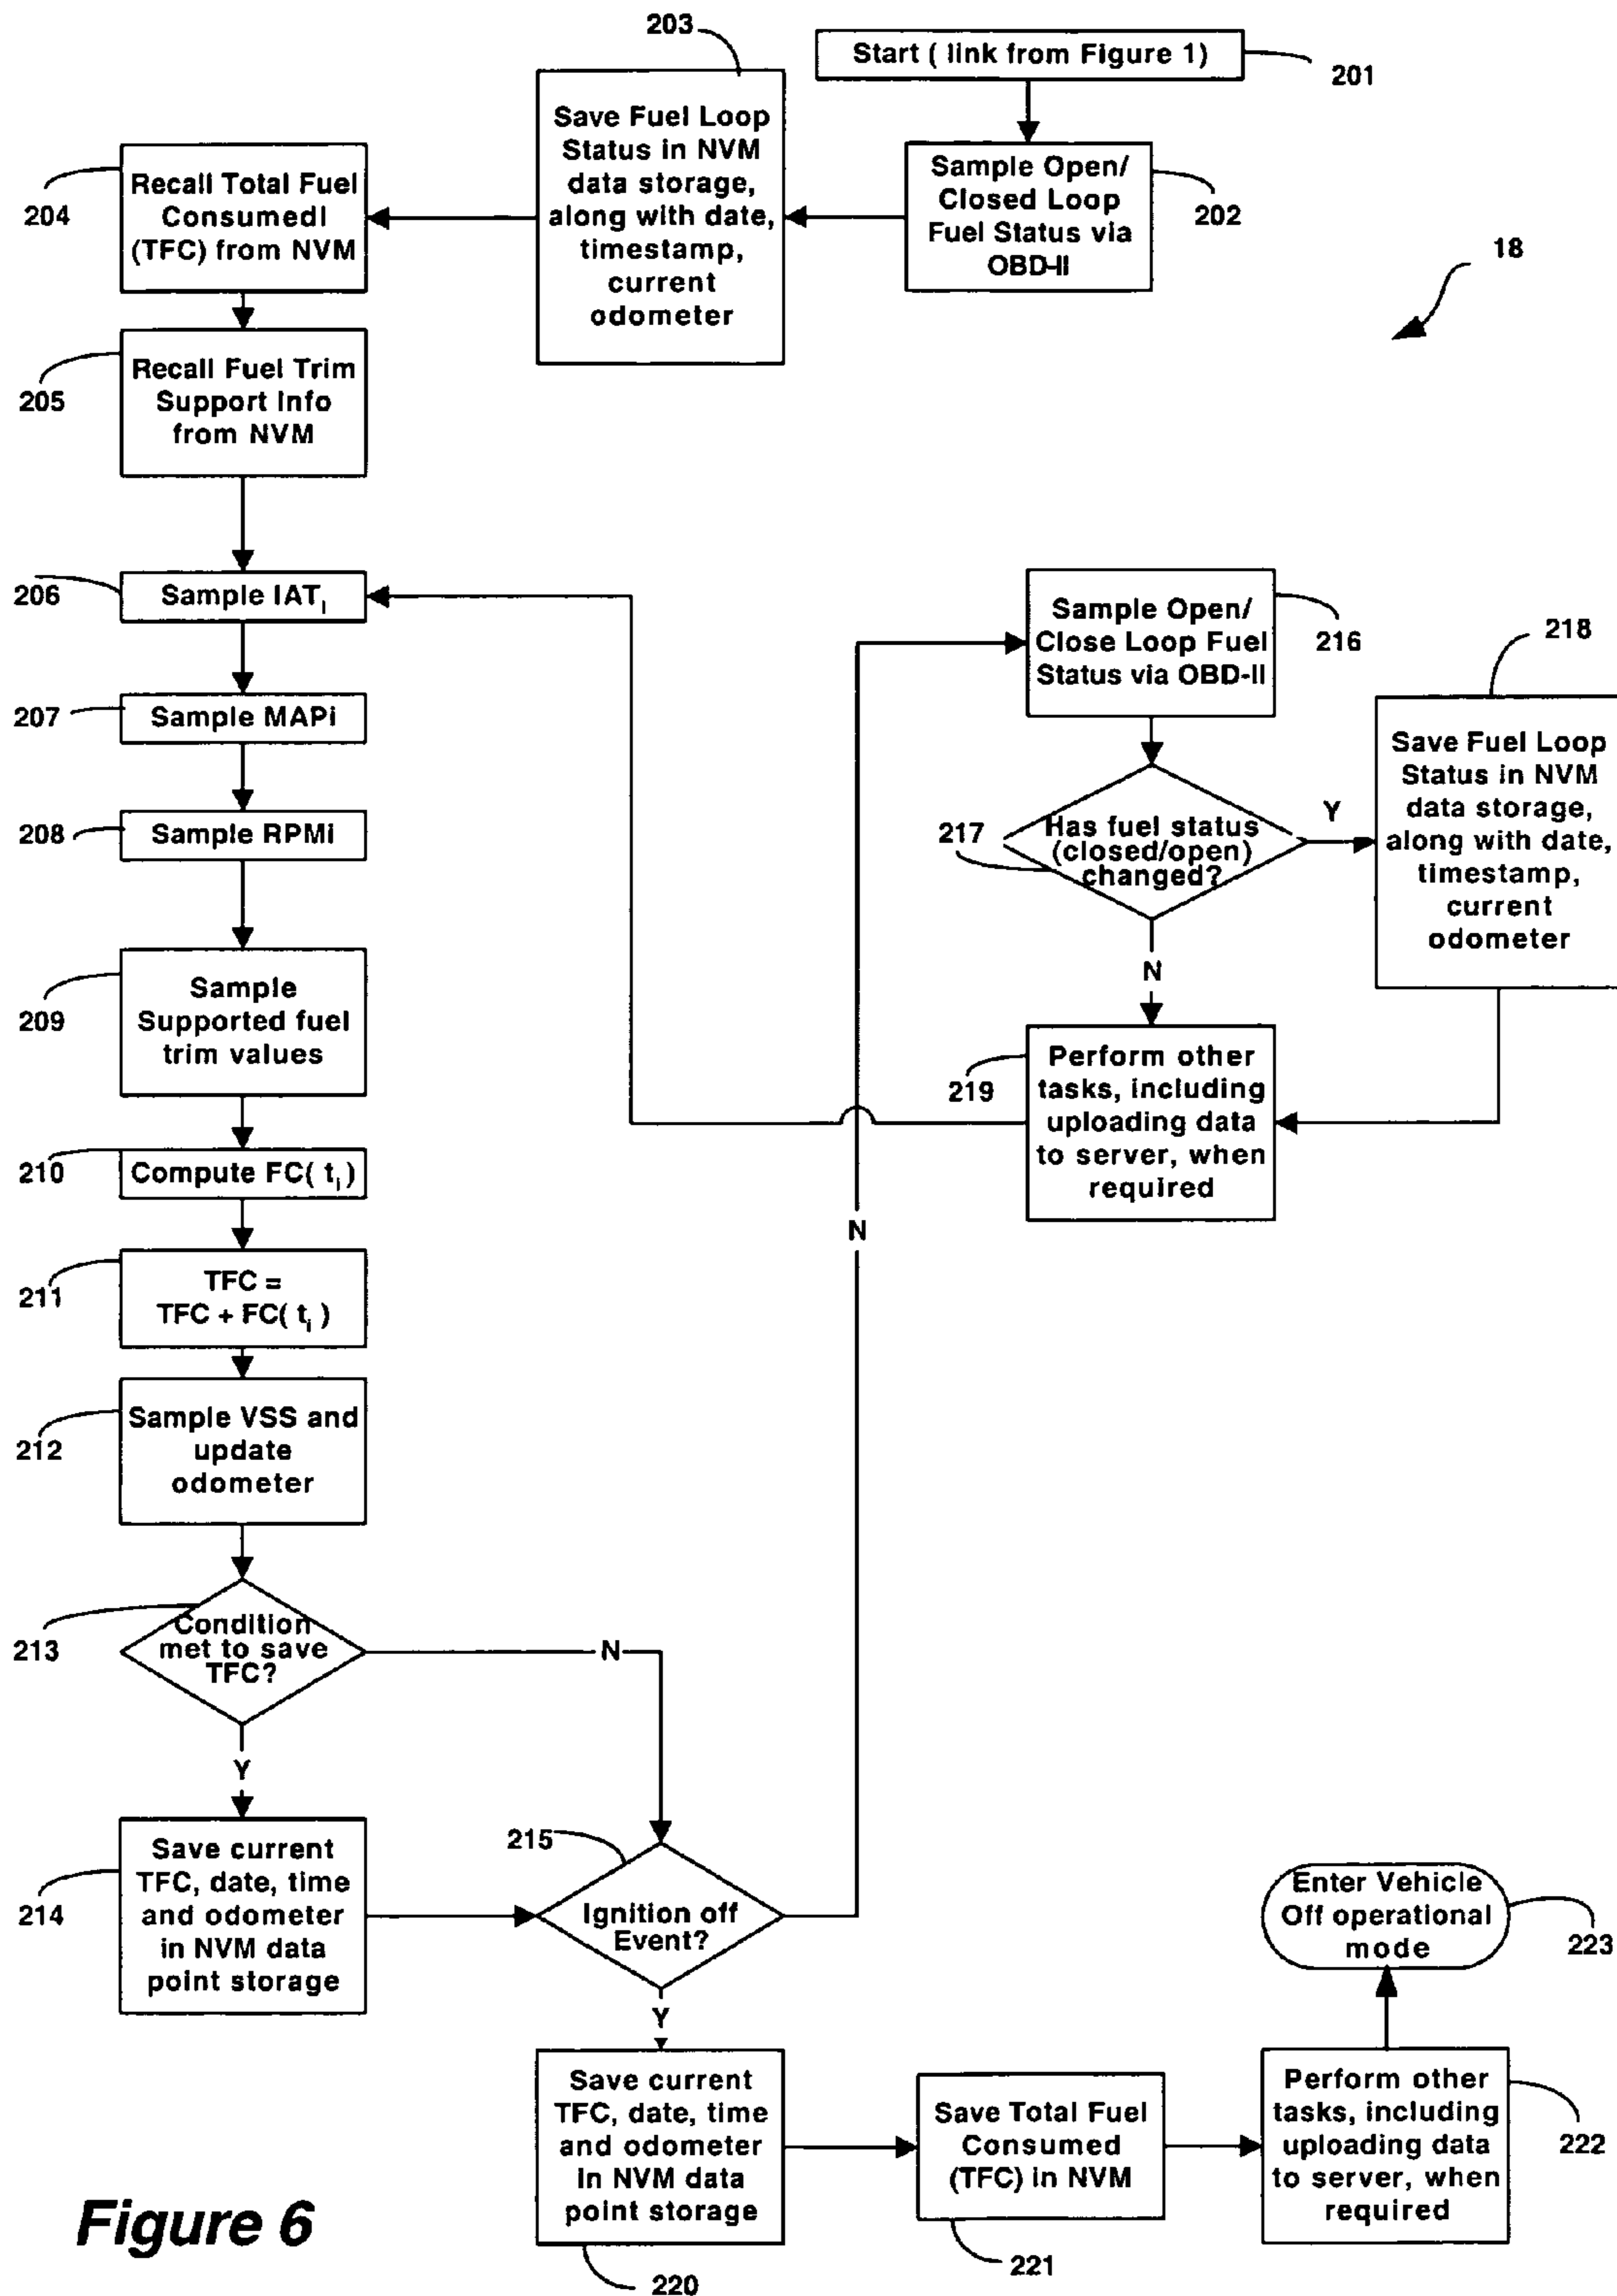 Start ( link from Figure 1)
201
Sample Open/
Closed Loop
Fuel Status via
OBD-II
202
203
Save Fuel Loop
Status in NVM
data storage,
along with date,
timestamp,
current
odometer
18
204
Recall Total Fuel
Consumedl
(TFC) from NVM
205
Recall Fuel Trim
Support Info
from NVM
206
Sample IATi
207
Sample MAPi
208
Sample RPMi
209
Sample
Supported fuel
trim values
210
Compute FC( ti )
211
TFC =
TFC + FC( ti )
212
Sample VSS and
update
odometer
213
Condition
met to save
TFC?
N
Y
214
Save current
TFC, date, time
and odometer
in NVM data
point storage
215
Ignition off
Event?
N
Y
Sample Open/
Close Loop Fuel
Status via OBD-II
216
217
Has fuel status
(closed/open)
changed?
Y
N
218
Save Fuel Loop
Status in NVM
data storage,
along with date,
timestamp,
current
odometer
219
Perform other
tasks, including
uploading data
to server, when
required
Save current
TFC, date, time
and odometer
in NVM data
point storage
220
Save Total Fuel
Consumed
(TFC) in NVM
221
Perform other
tasks, including
uploading data
to server, when
required
222
Enter Vehicle
Off operational
mode
223
Figure 6